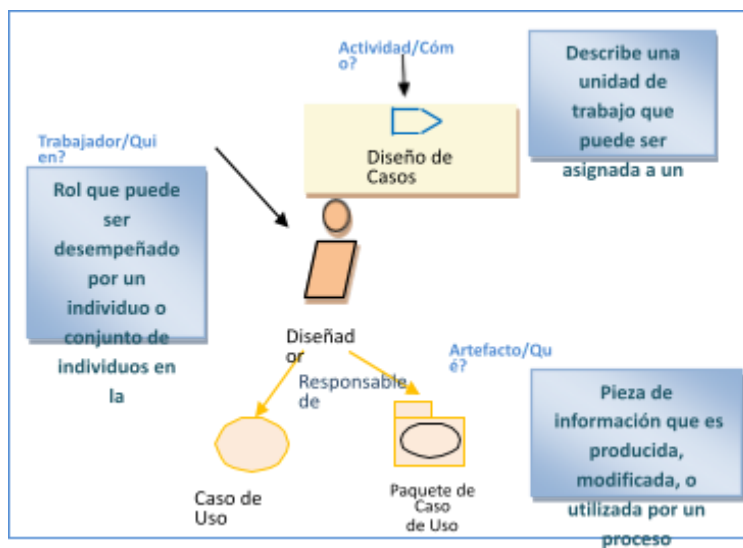 Actividad/Cóm
o?
Describe una
unidad de
trabajo que
puede ser
asignada a un
Diseño de
Casos
Trabajador/Qui
en?
Rol que puede
ser
desempeñado
por un
individuo o
conjunto de
individuos en
la
Diseñad
or
Responsable
de
Artefacto/Qu
é?
Pieza de
información que es
producida,
modificada, o
utilizada por un
proceso
Caso de
Uso
Paquete de
Caso
de Uso